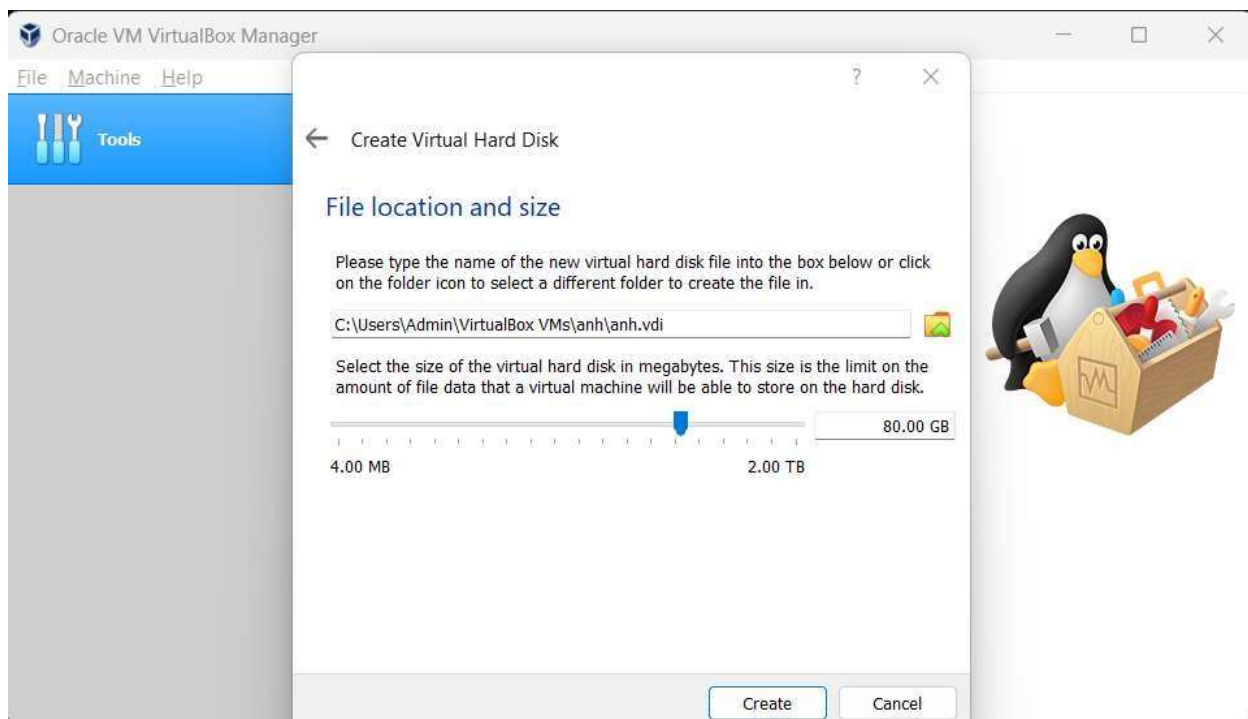 Oracle VM VirtualBox Manager
File Machine Help
?
Tools
Create Virtual Hard Disk
File location and size
Please type the name of the new virtual hard disk file into the box below or click
on the folder icon to select a different folder to create the file in.
C:\Users\Admin\VirtualBox VMs\anh\anh.vdi
Select the size of the virtual hard disk in megabytes. This size is the limit on the
amount of file data that a virtual machine will be able to store on the hard disk.
80.00 GB
4.00 MB 2.00 TB
Create Cancel